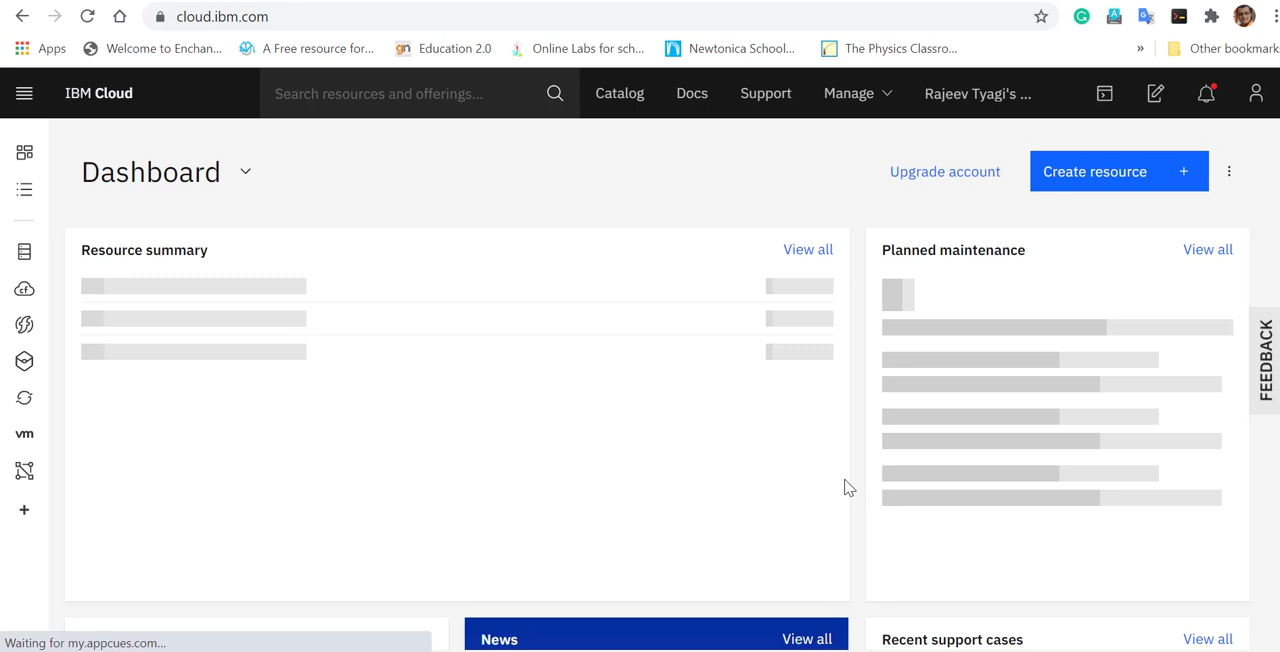 cloud.ibm.com
Apps Welcome to Enchan... A Free resource for... gn Education 2.0 Online Labs for sch... Newtonica School... The Physics Classro... » Other bookmark
IBM Cloud Search resources and offerings... Catalog Docs Support Manage Rajeev Tyagi's ...
Dashboard Upgrade account Create resource +
Resource summary View all
Planned maintenance View all
FEEDBACK
cf
vm
News View all
Recent support cases View all
Waiting for my.appcues.com...